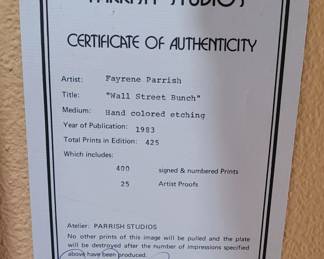 PARRISH STUDIOS
CERTIFICATE OF AUTHENTICITY
Artist: Fayrene Parrish
Title: "Wall Street Bunch"
Medium: Hand colored etching
Year of Publication: 1983
Total Prints in Edition: 425
Which includes:
400 signed & numbered Prints
25 Artist Proofs
Atelier: PARRISH STUDIOS
No other prints of this image will be pulled and the plate
will be destroyed after the number of impressions specified
above have been produced.